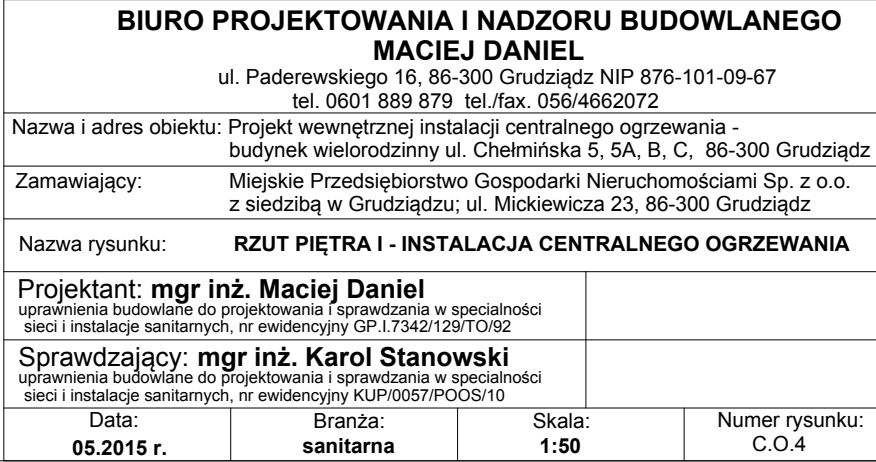 BIURO PROJEKTOWANIA I NADZORU BUDOWLANEGO
MACIEJ DANIEL
ul. Paderewskiego 16, 86-300 Grudziądz NIP 876-101-09-67
tel. 0601 889 879 tel./fax. 056/4662072
Nazwa i adres obiektu: Projekt wewnętrznej instalacji centralnego ogrzewania -
budynek wielorodzinny ul. Chełmińska 5, 5A, B, C, 86-300 Grudziądz
Zamawiający: Miejskie Przedsiębiorstwo Gospodarki Nieruchomościami Sp. z o.o.
z siedzibą w Grudziądzu; ul. Mickiewicza 23, 86-300 Grudziądz
Nazwa rysunku: RZUT PIĘTRA I - INSTALACJA CENTRALNEGO OGRZEWANIA
Projektant: mgr inż. Maciej Daniel
uprawnienia budowlane do projektowania i sprawdzania w specialności
sieci i instalacje sanitarnych, nr ewidencyjny GP.I.7342/129/TO/92
Sprawdzający: mgr inż. Karol Stanowski
uprawnienia budowlane do projektowania i sprawdzania w specialności
sieci i instalacje sanitarnych, nr ewidencyjny KUP/0057/POOS/10
Data: Branża: Skala: Numer rysunku:
05.2015 r. sanitarna 1:50 C.O.4